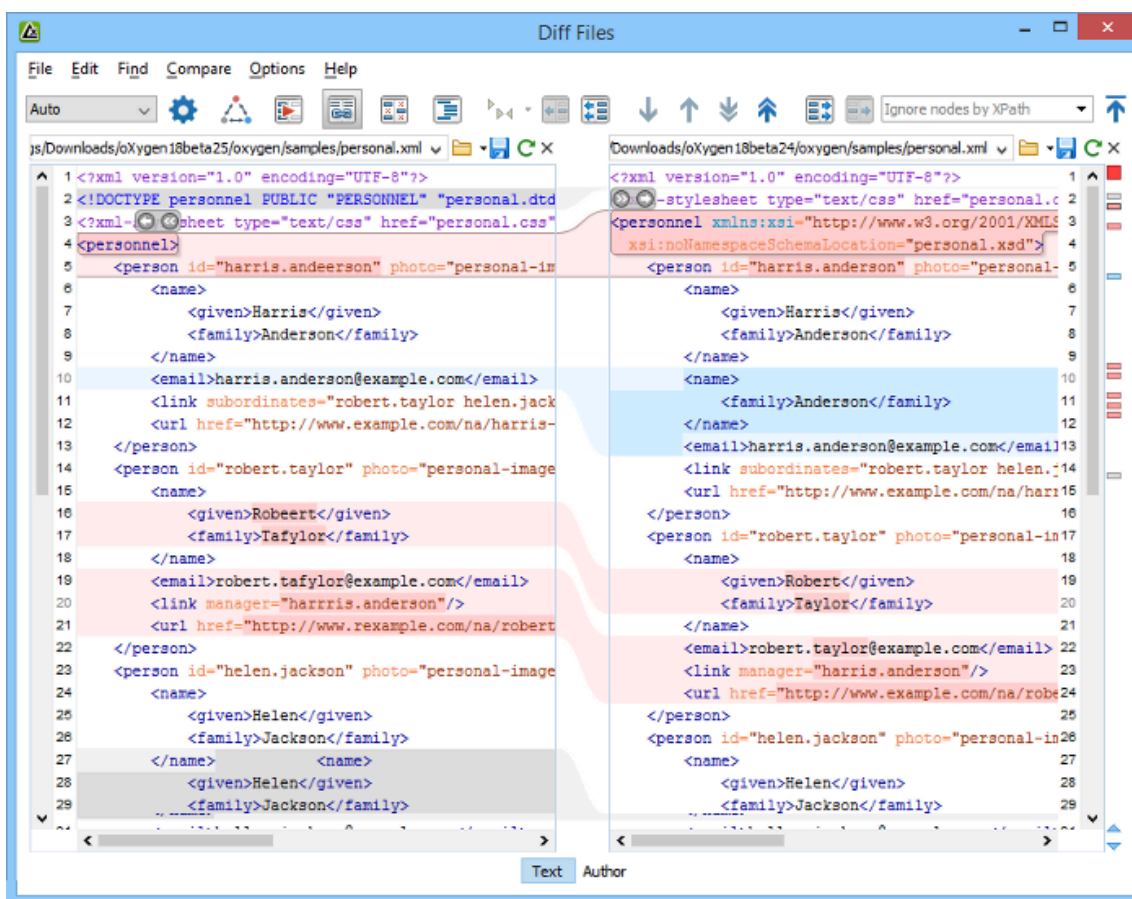 Diff Files
File Edit Find Compare Options Help
Auto
Ignore nodes by XPath
gs/Downloads/oXygen18beta25/oxygen/samples/personal.xml
Downloads/oXygen18beta24/oxygen/samples/personal.xml
1 <?xml version="1.0" encoding="UTF-8"?>
2 <!DOCTYPE personnel PUBLIC "PERSONNEL" "personal.dtd
3 <?xml- sheet type="text/css" href="personal.css"
4 <personnel>
5 <person id="harris.andeerson" photo="personal-im
6 <name>
7 <given>Harris</given>
8 <family>Anderson</family>
9 </name>
10 <email>harris.anderson@example.com</email>
11 <link subordinates="robert.taylor helen.jack
12 <url href="http://www.example.com/na/harris-
13 </person>
14 <person id="robert.taylor" photo="personal-image
15 <name>
16 <given>Robeert</given>
17 <family>Tafylor</family>
18 </name>
19 <email>robert.tafylor@example.com</email>
20 <link manager="harrris.anderson"/>
21 <url href="http://www.rexample.com/na/robert
22 </person>
23 <person id="helen.jackson" photo="personal-image
24 <name>
25 <given>Helen</given>
26 <family>Jackson</family>
27 </name> <name>
28 <given>Helen</given>
29 <family>Jackson</family>
<?xml version="1.0" encoding="UTF-8"?> 1
-stylesheet type="text/css" href="personal.c 2
<personnel xmlns:xsi="http://www.w3.org/2001/XMLS 3
xsi:noNamespaceSchemaLocation="personal.xsd"> 4
<person id="harris.anderson" photo="personal- 5
<name> 6
<given>Harris</given> 7
<family>Anderson</family> 8
</name> 9
<name> 10
<family>Anderson</family> 11
</name> 12
<email>harris.anderson@example.com</email 13
<link subordinates="robert.taylor helen.j 14
<url href="http://www.example.com/na/harr 15
</person> 16
<person id="robert.taylor" photo="personal-im 17
<name> 18
<given>Robert</given> 19
<family>Taylor</family> 20
</name> 21
<email>robert.taylor@example.com</email> 22
<link manager="harris.anderson"/> 23
<url href="http://www.example.com/na/robe 24
</person> 25
<person id="helen.jackson" photo="personal-im 26
<name> 27
<given>Helen</given> 28
<family>Jackson</family> 29
Text Author